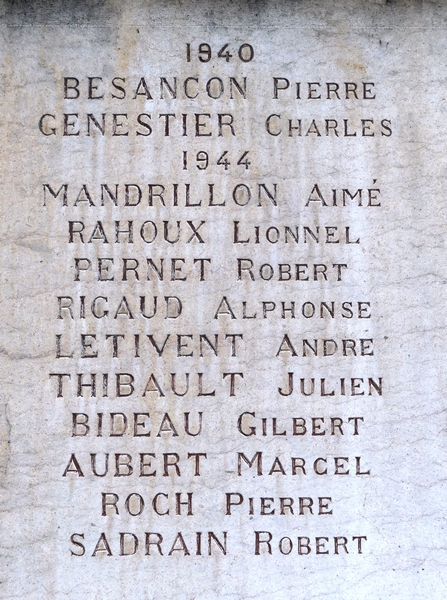 1940
BESANCON PIERRE
GENESTIER CHARLES
1944
MANDRILLON AIMÉ
RAHOUX LIONNEL
PERNET ROBERT
RIGAUD ALPHONSE
LETIVENT ANDRÉ
THIBAULT JULIEN
BIDEAU GILBERT
AUBERT MARCEL
ROCH PIERRE
SADRAIN ROBERT